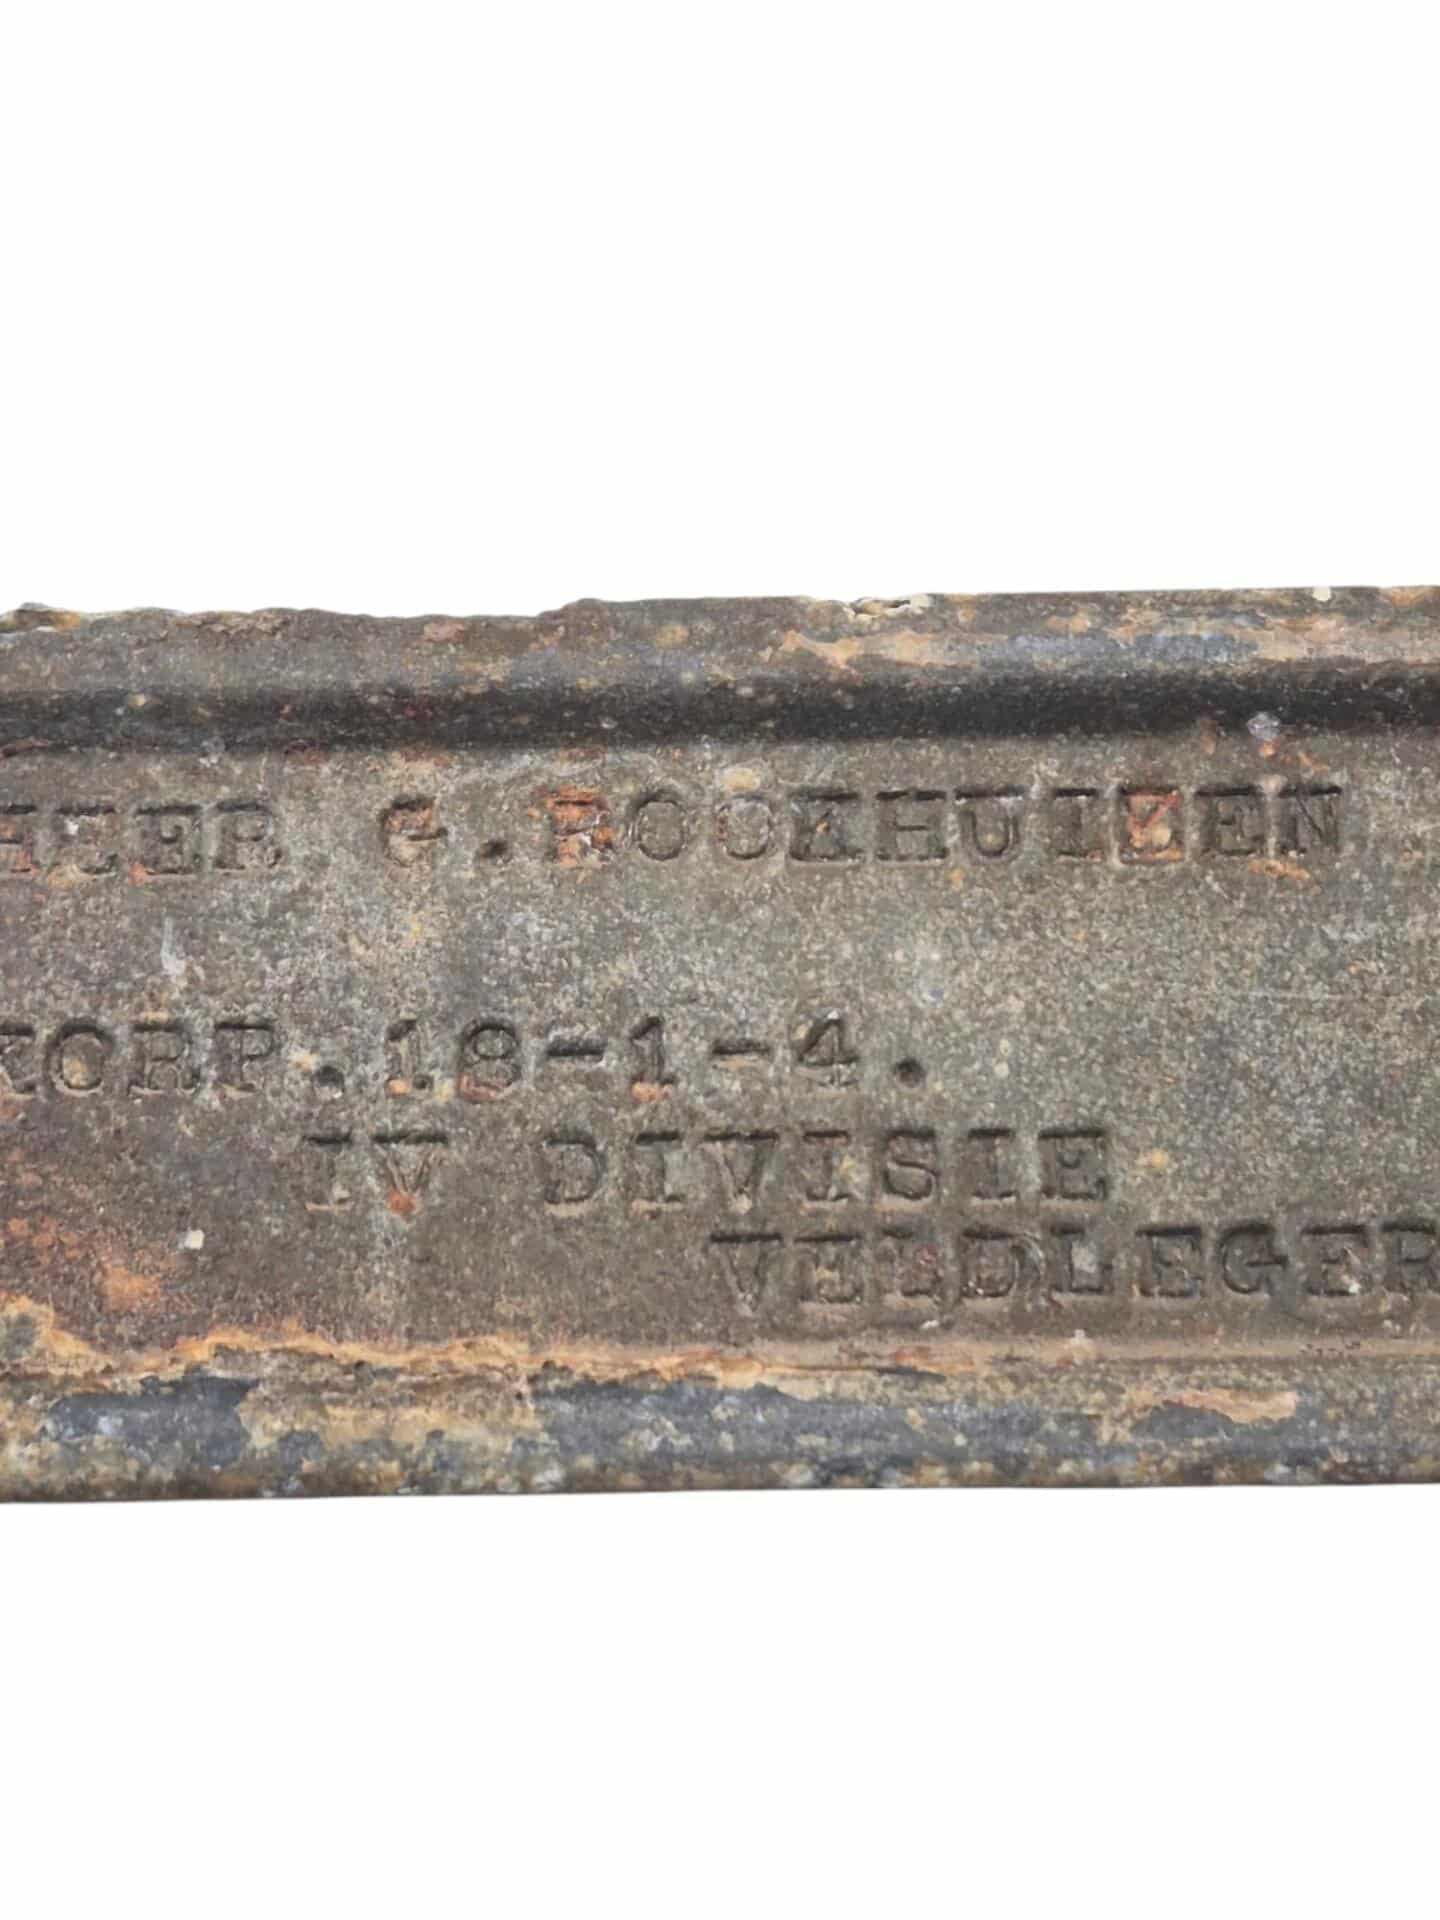 HEER G.ROOKHUIZEN
KORP.18-1-4.
IV DIVISIE
VELDLEGER